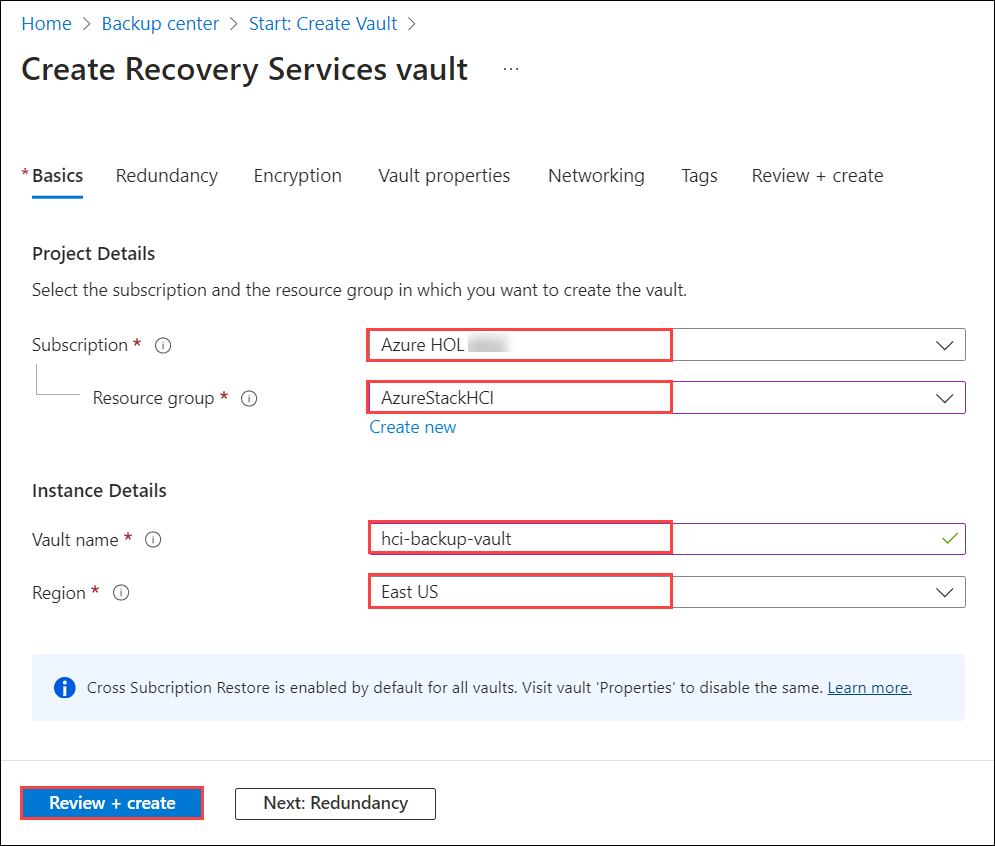 Home > Backup center > Start: Create Vault >
Create Recovery Services vault ...
* Basics Redundancy Encryption Vault properties Networking Tags Review + create
Project Details
Select the subscription and the resource group in which you want to create the vault.
Subscription * Azure HOL
Resource group * AzureStackHCI
Create new
Instance Details
Vault name * hci-backup-vault
Region * East US
Cross Subcription Restore is enabled by default for all vaults. Visit vault 'Properties' to disable the same. Learn more.
Review + create Next: Redundancy